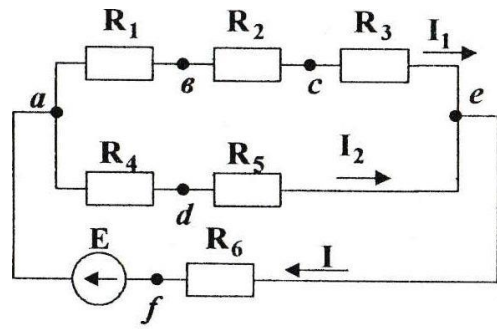 R₁ R₂ R₃ I₁
a в c e
R₄ R₅ I₂
d
E R₆ I
f